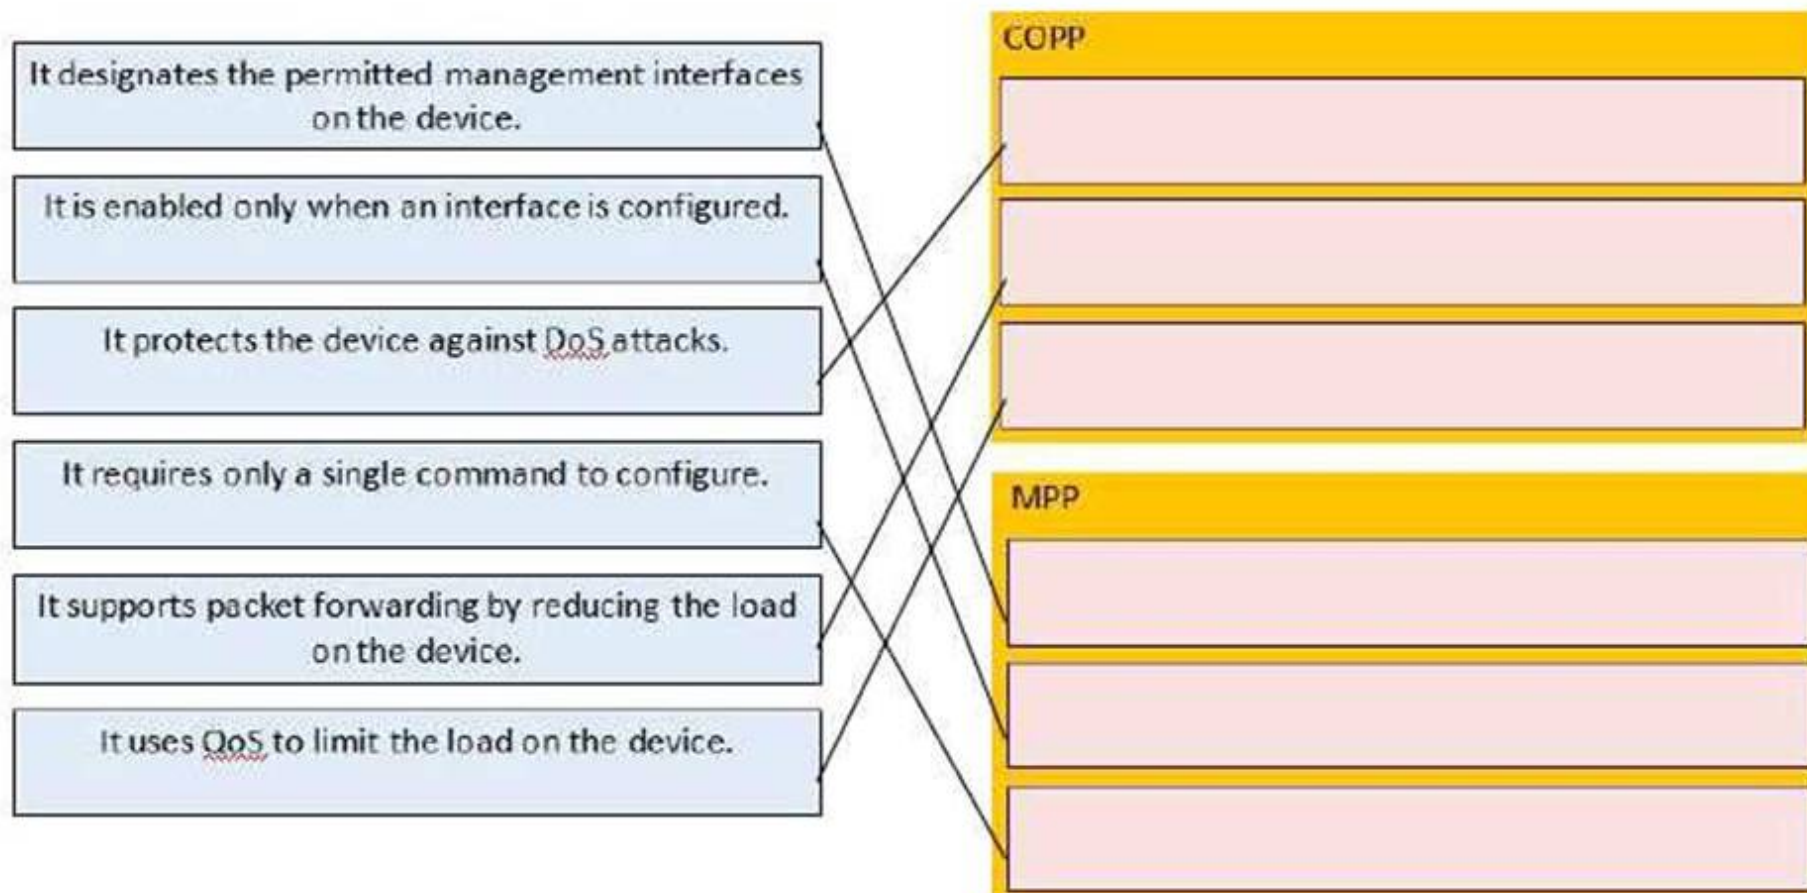 It designates the permitted management interfaces
on the device.
It is enabled only when an interface is configured.
It protects the device against DoS attacks.
It requires only a single command to configure.
It supports packet forwarding by reducing the load
on the device.
It uses QoS to limit the load on the device.
COPP
MPP